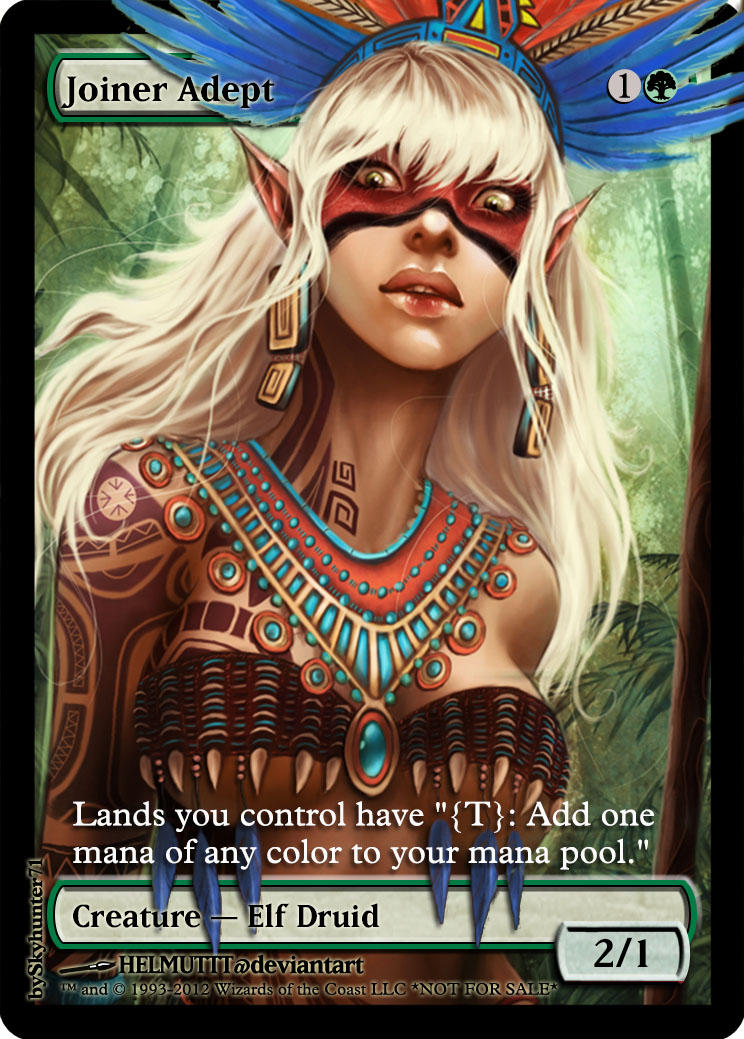 Joiner Adept 1
Lands you control have "{T}: Add one
mana of any color to your mana pool."
Creature — Elf Druid
2/1
HELMUTTT@deviantart
™ and © 1993-2012 Wizards of the Coast LLC *NOT FOR SALE*
bySkyhunter71